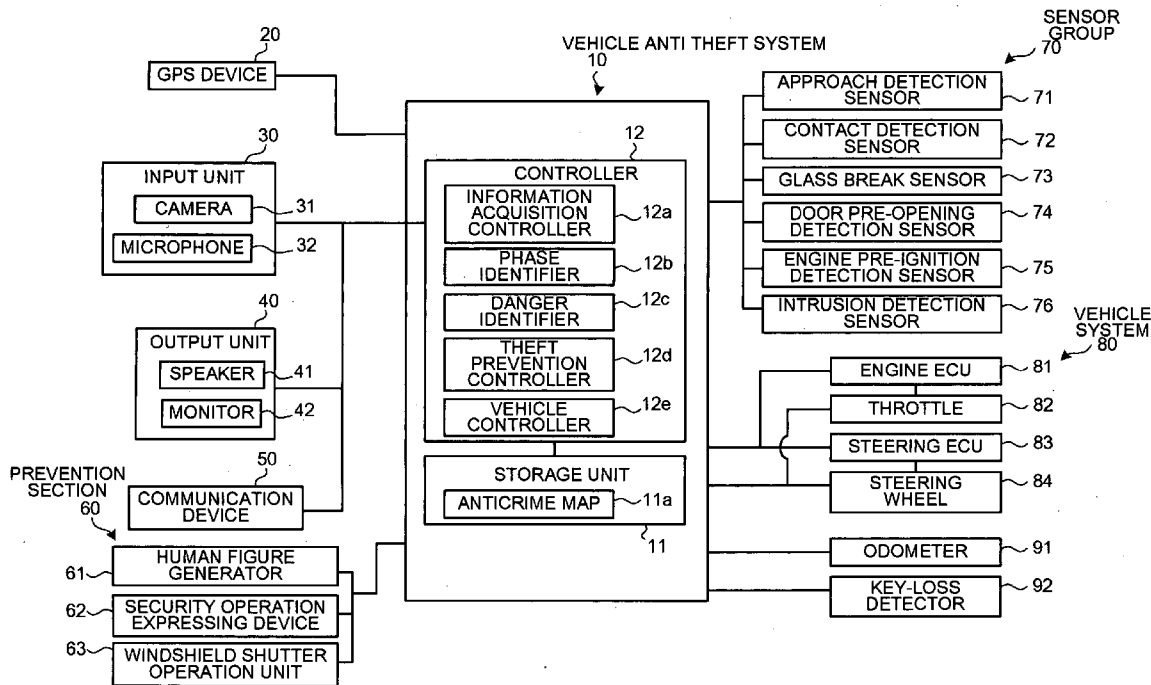 20
GPS DEVICE
30
INPUT UNIT
CAMERA
31
MICROPHONE
32
40
OUTPUT UNIT
SPEAKER
41
MONITOR
42
50
COMMUNICATION
DEVICE
PREVENTION
SECTION
60
HUMAN FIGURE
GENERATOR
61
SECURITY OPERATION
EXPRESSING DEVICE
62
WINDSHIELD SHUTTER
OPERATION UNIT
63
VEHICLE ANTI THEFT SYSTEM
10
12
CONTROLLER
INFORMATION
ACQUISITION
CONTROLLER
12a
PHASE IDENTIFIER
12b
DANGER IDENTIFIER
12c
THEFT
PREVENTION
CONTROLLER
12d
VEHICLE
CONTROLLER
12e
STORAGE UNIT
ANTICRIME MAP
11a
11
SENSOR
GROUP
70
APPROACH DETECTION
SENSOR
71
CONTACT DETECTION
SENSOR
72
GLASS BREAK SENSOR
73
DOOR PRE-OPENING
DETECTION SENSOR
74
ENGINE PRE-IGNITION
DETECTION SENSOR
75
INTRUSION DETECTION
SENSOR
76
VEHICLE
SYSTEM
80
ENGINE ECU
81
THROTTLE
82
STEERING ECU
83
STEERING
WHEEL
84
ODOMETER
91
KEY-LOSS
DETECTOR
92